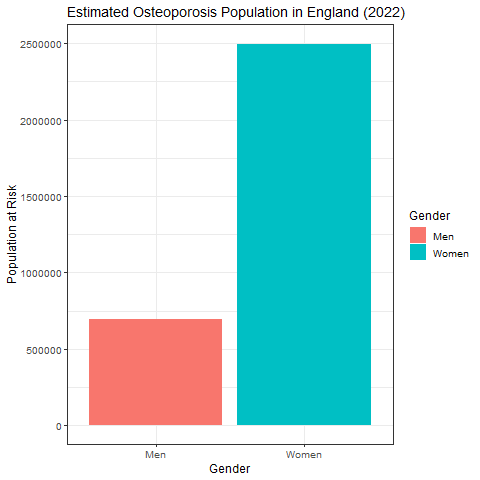 Estimated Osteoporosis Population in England (2022)
Population at Risk
2500000
2000000
1500000
1000000
500000
0
Men
Women
Gender
Gender
Men
Women